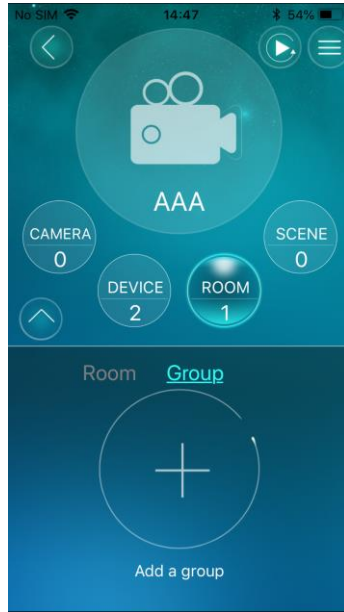 No SIM 14:47 54%
AAA
CAMERA
0
SCENE
0
DEVICE
2
ROOM
1
Room Group
Add a group